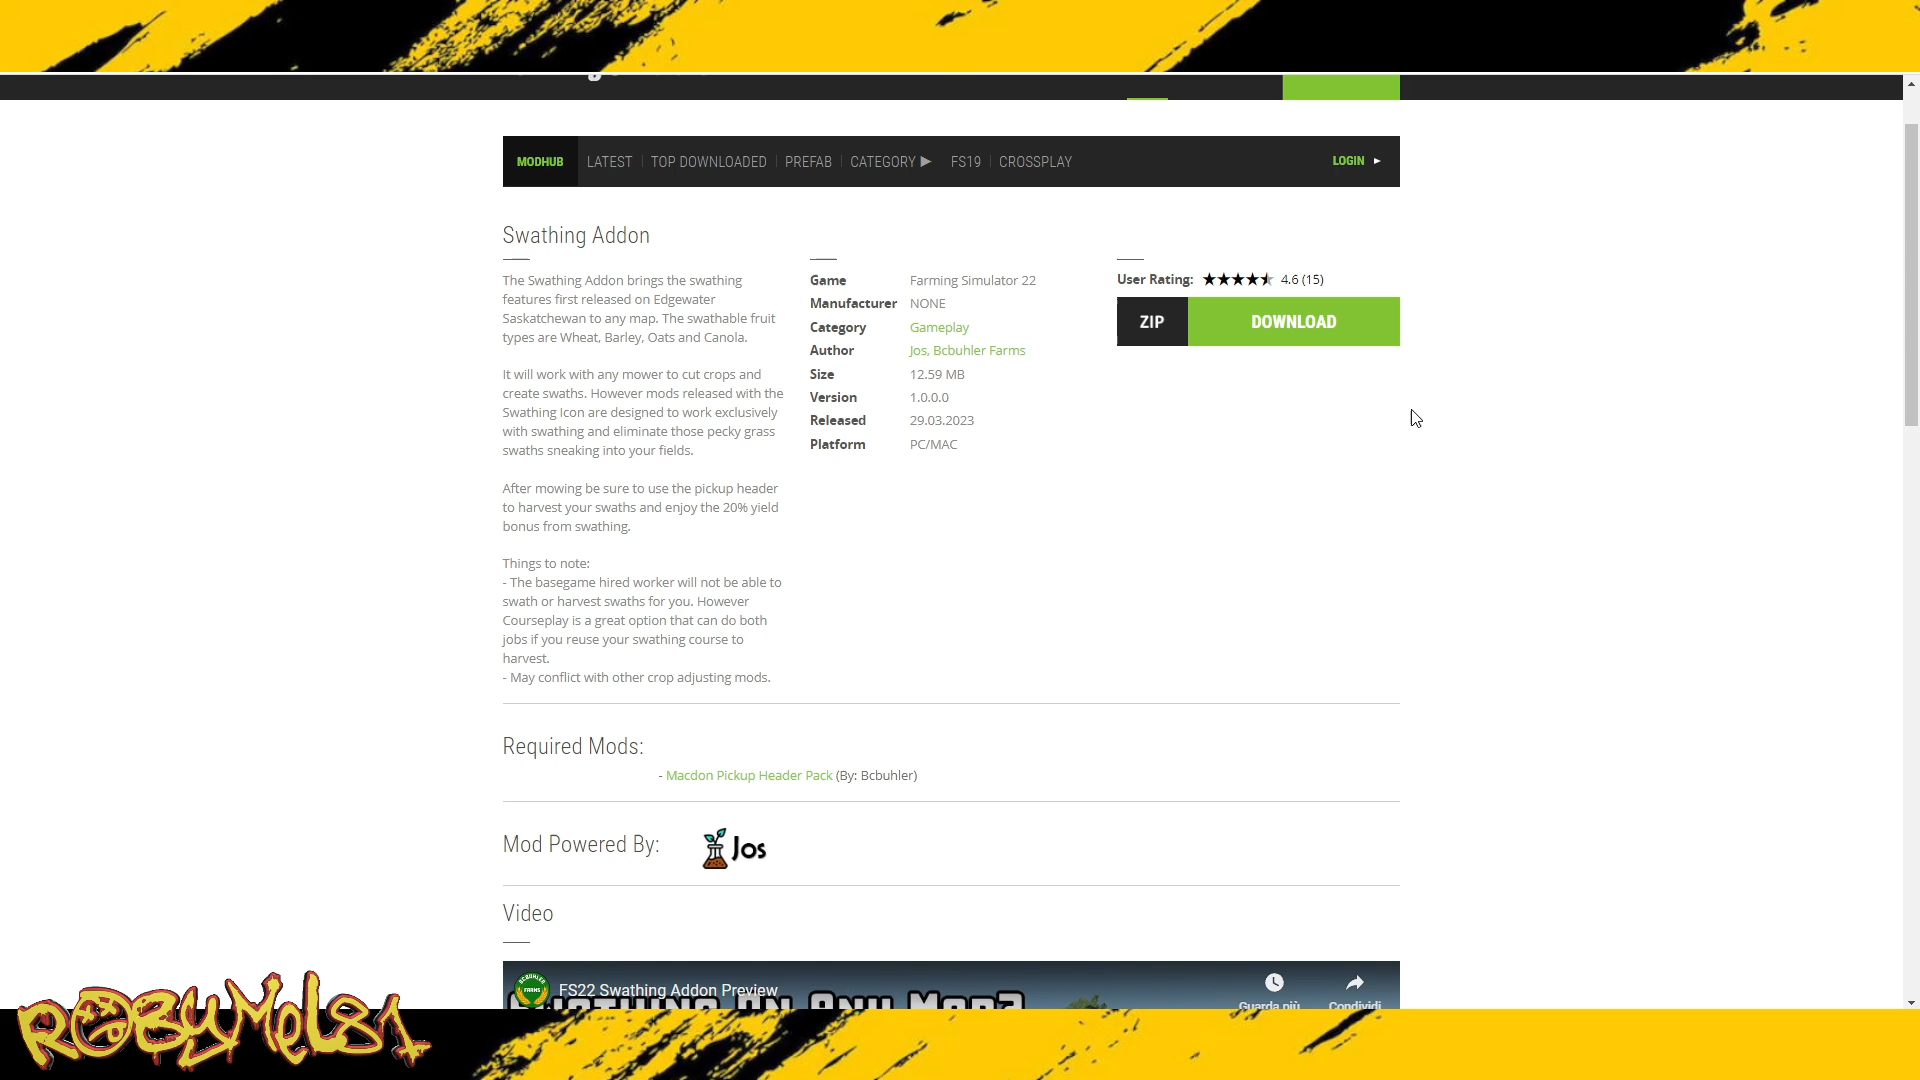 MODHUB LATEST TOP DOWNLOADED PREFAB CATEGORY ▶ FS19 CROSSPLAY LOGIN ►
Swathing Addon
The Swathing Addon brings the swathing
features first released on Edgewater
Saskatchewan to any map. The swathable fruit
types are Wheat, Barley, Oats and Canola.
It will work with any mower to cut crops and
create swaths. However mods released with the
Swathing Icon are designed to work exclusively
with swathing and eliminate those pecky grass
swaths sneaking into your fields.
After mowing be sure to use the pickup header
to harvest your swaths and enjoy the 20% yield
bonus from swathing.
Things to note:
- The basegame hired worker will not be able to
swath or harvest swaths for you. However
Courseplay is a great option that can do both
jobs if you reuse your swathing course to
harvest.
- May conflict with other crop adjusting mods.
Game Farming Simulator 22
Manufacturer NONE
Category Gameplay
Author Jos, Bcbuhler Farms
Size 12.59 MB
Version 1.0.0.0
Released 29.03.2023
Platform PC/MAC
User Rating: 4.6 (15)
ZIP DOWNLOAD
Required Mods:
- Macdon Pickup Header Pack (By: Bcbuhler)
Mod Powered By: Jos
Video
BCBUHLER FARMS
FS22 Swathing Addon Preview
Swathing On Any Map?
Guarda più Condividi
RobyMel81